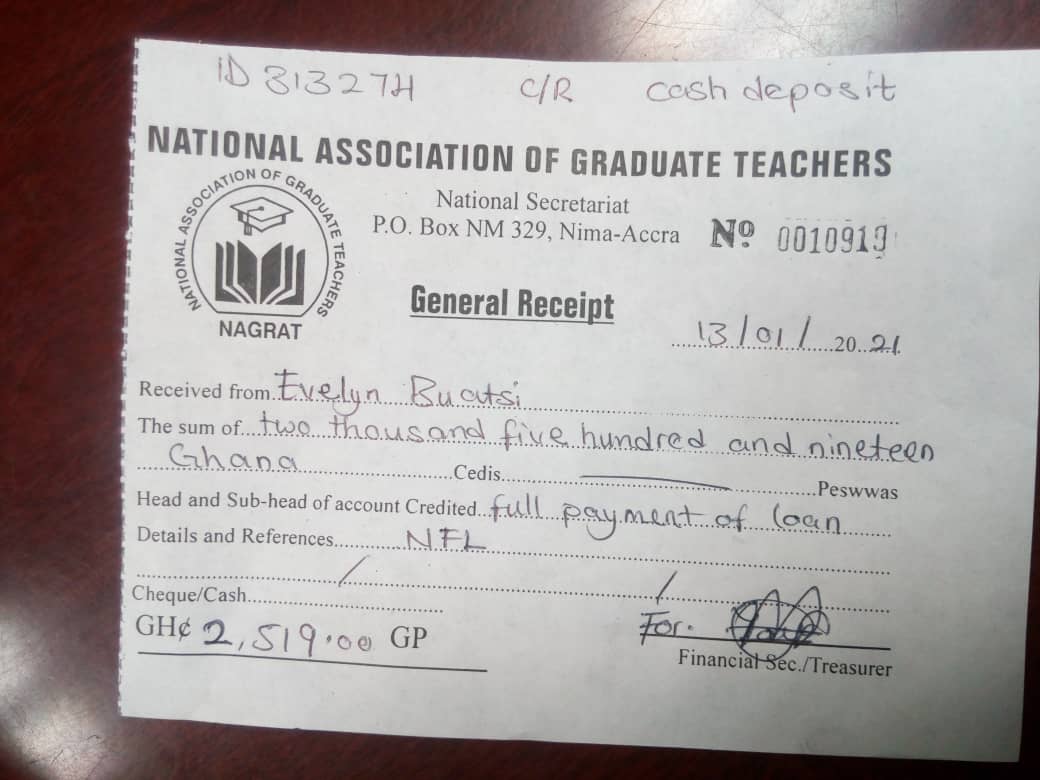 ID 313274 C/R cash deposit
NATIONAL ASSOCIATION OF GRADUATE TEACHERS
NATIONAL ASSOCIATION OF GRADUATE TEACHERS
NAGRAT
National Secretariat
P.O. Box NM 329, Nima-Accra
Nº 0010919
General Receipt
13/01/2021
Received from Evelyn Buatsi
The sum of two thousand five hundred and nineteen
Ghana Cedis Peswwas
Head and Sub-head of account Credited full payment of loan
Details and References NFL
Cheque/Cash
GH¢ 2,519.00 GP
For.
Financial Sec./Treasurer